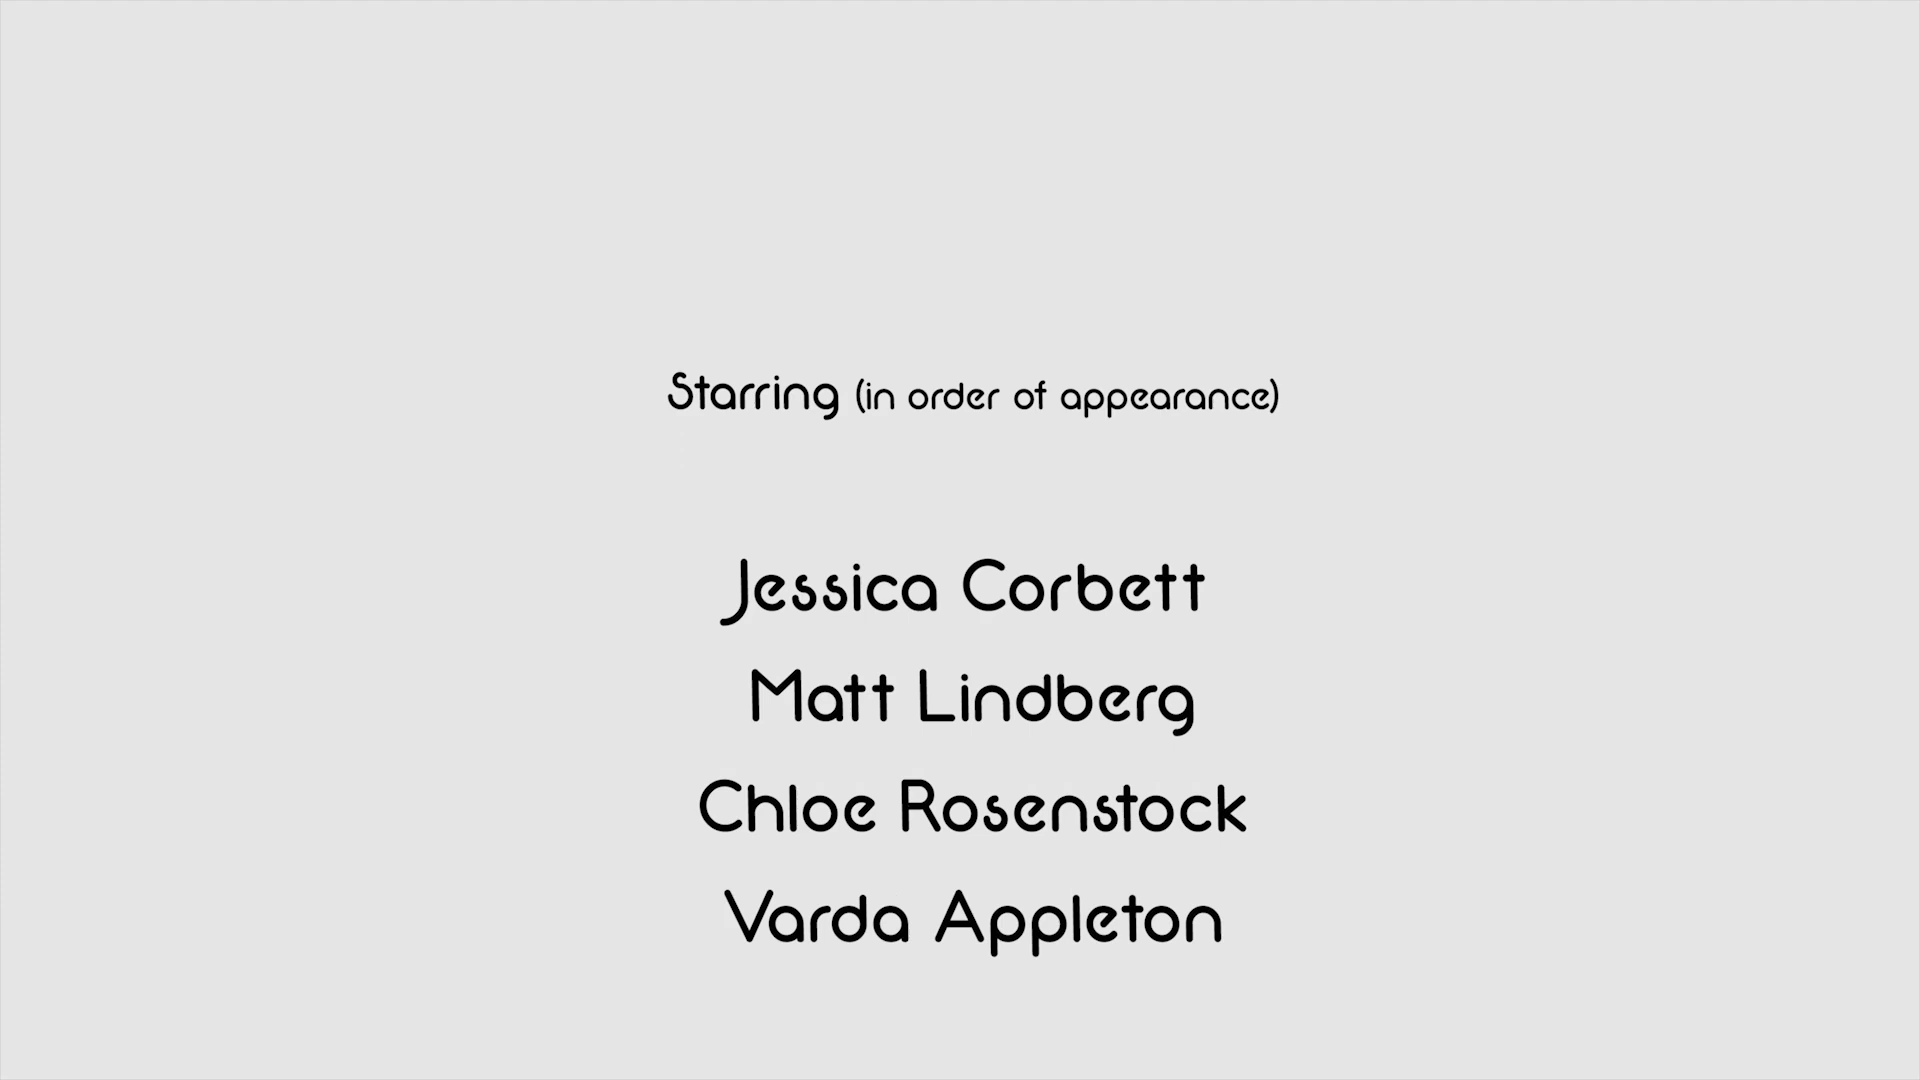 Starring (in order of appearance)
Jessica Corbett
Matt Lindberg
Chloe Rosenstock
Varda Appleton